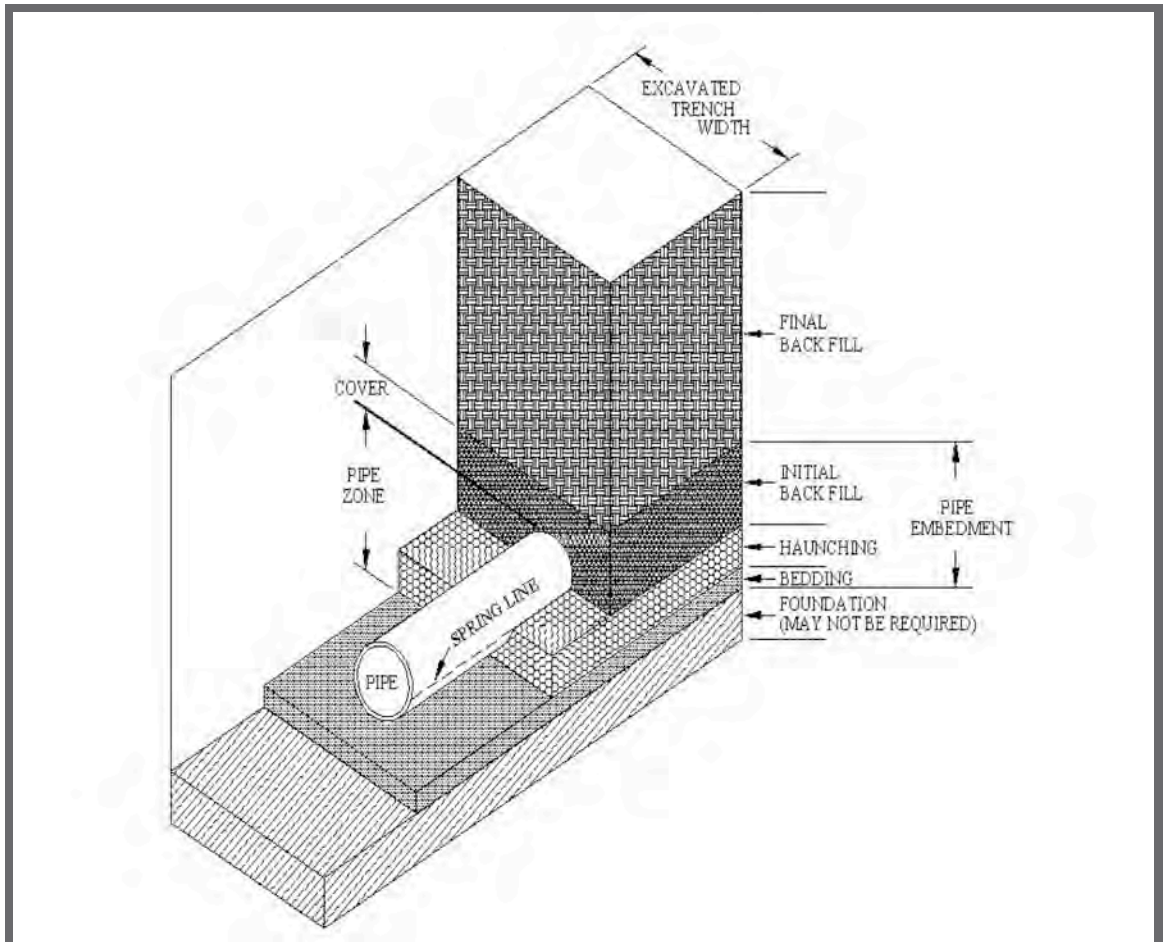 EXCAVATED
TRENCH
WIDTH
FINAL
BACK FILL
COVER
PIPE
ZONE
INITIAL
BACK FILL
PIPE
EMBEDMENT
HAUNCHING
BEDDING
FOUNDATION
(MAY NOT BE REQUIRED)
SPRING LINE
PIPE